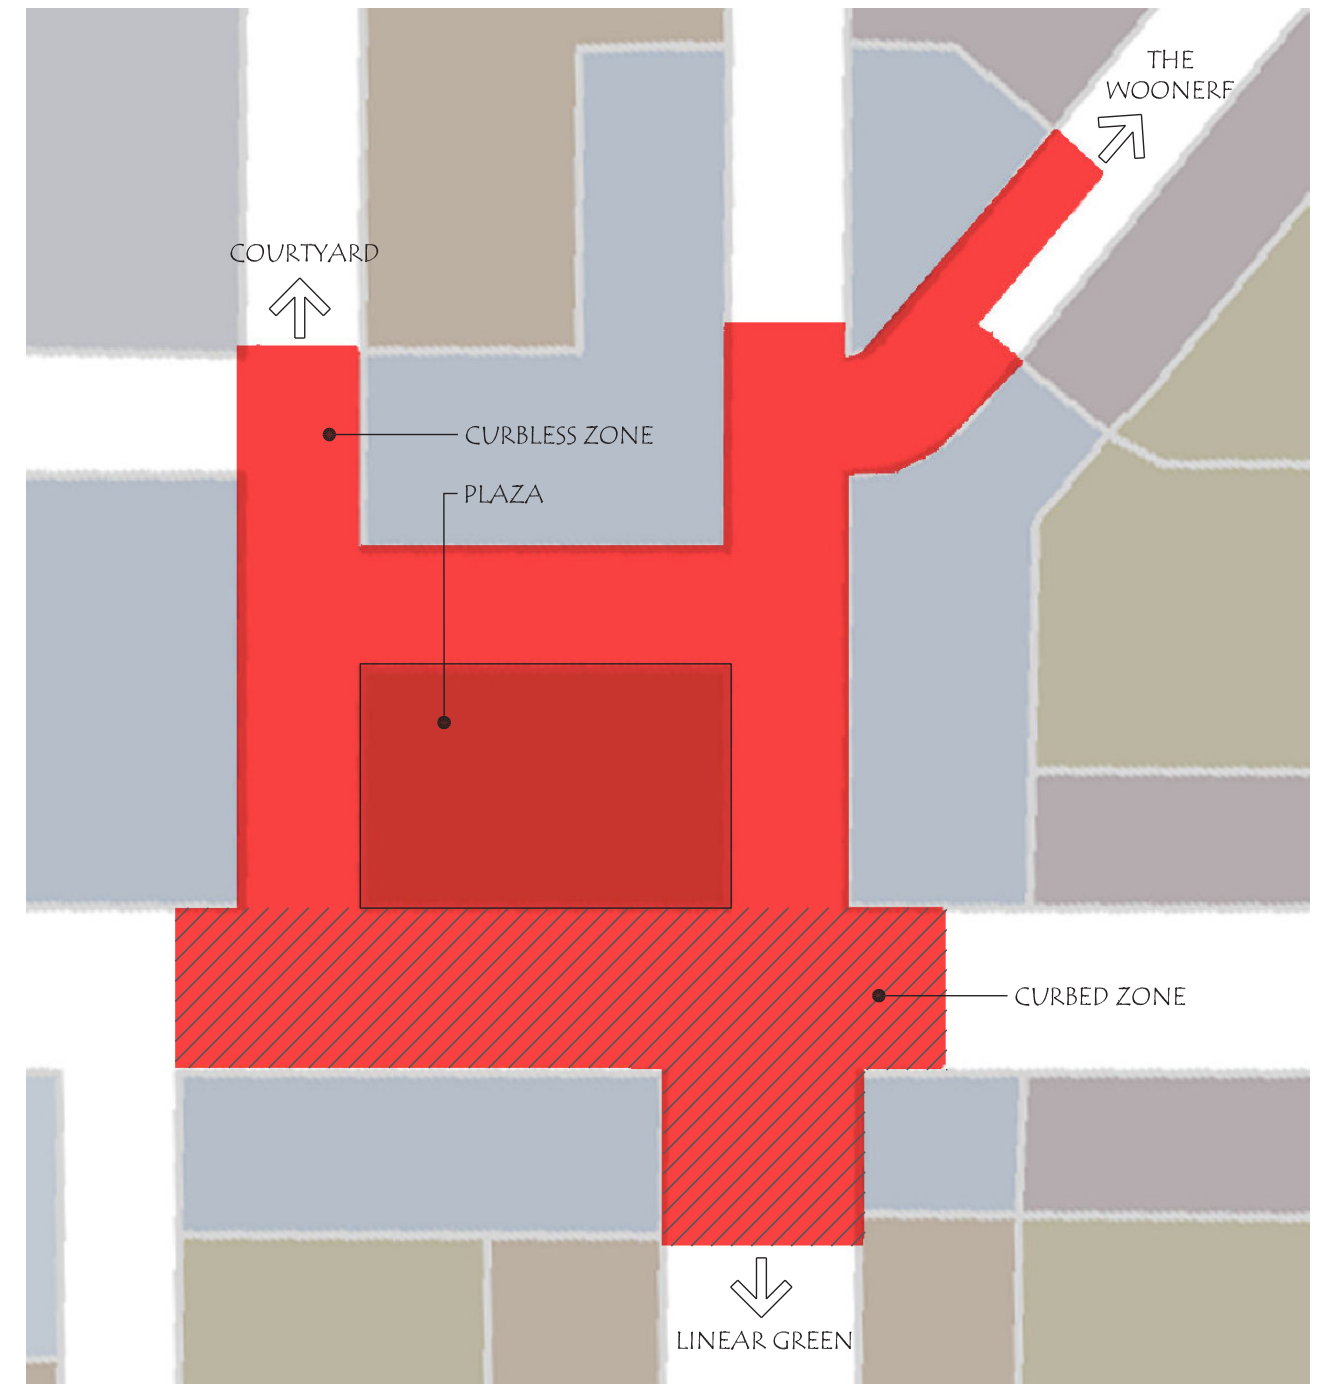 THE
WOONERF
COURTYARD
CURBLESS ZONE
PLAZA
CURBED ZONE
LINEAR GREEN